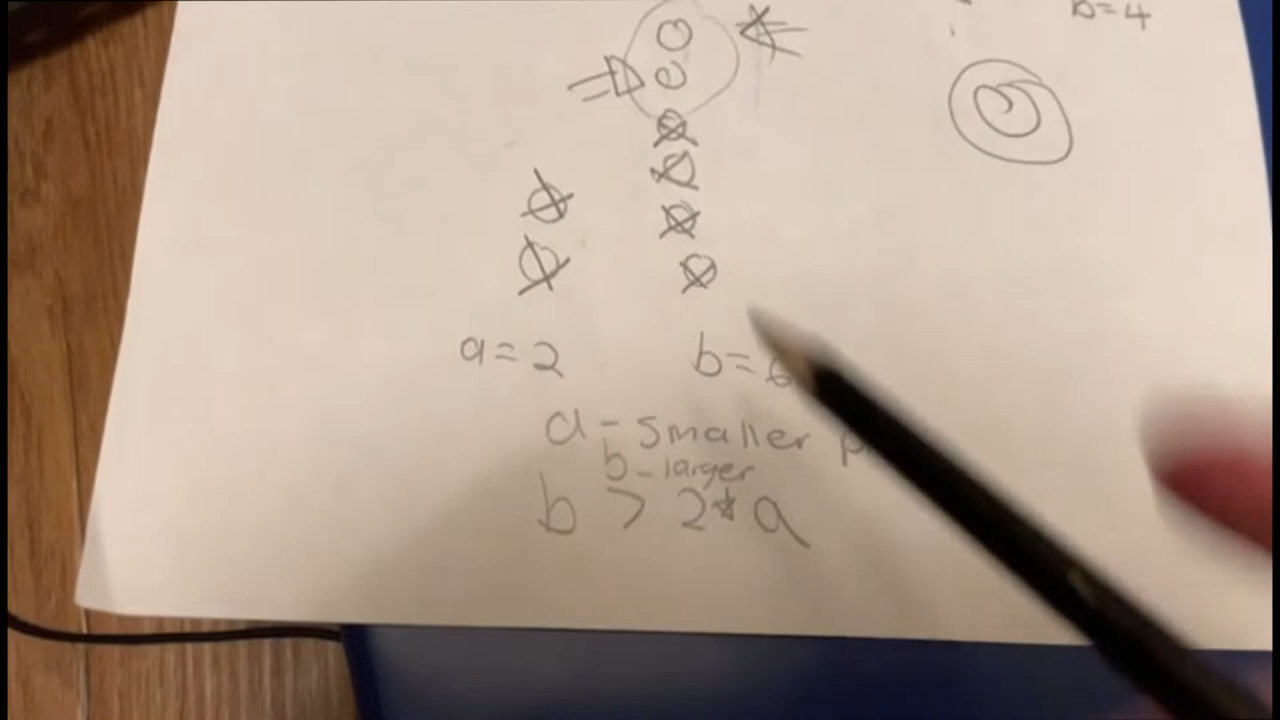 b=4
a=2 b=6
a - smaller
b - larger
b > 2*a